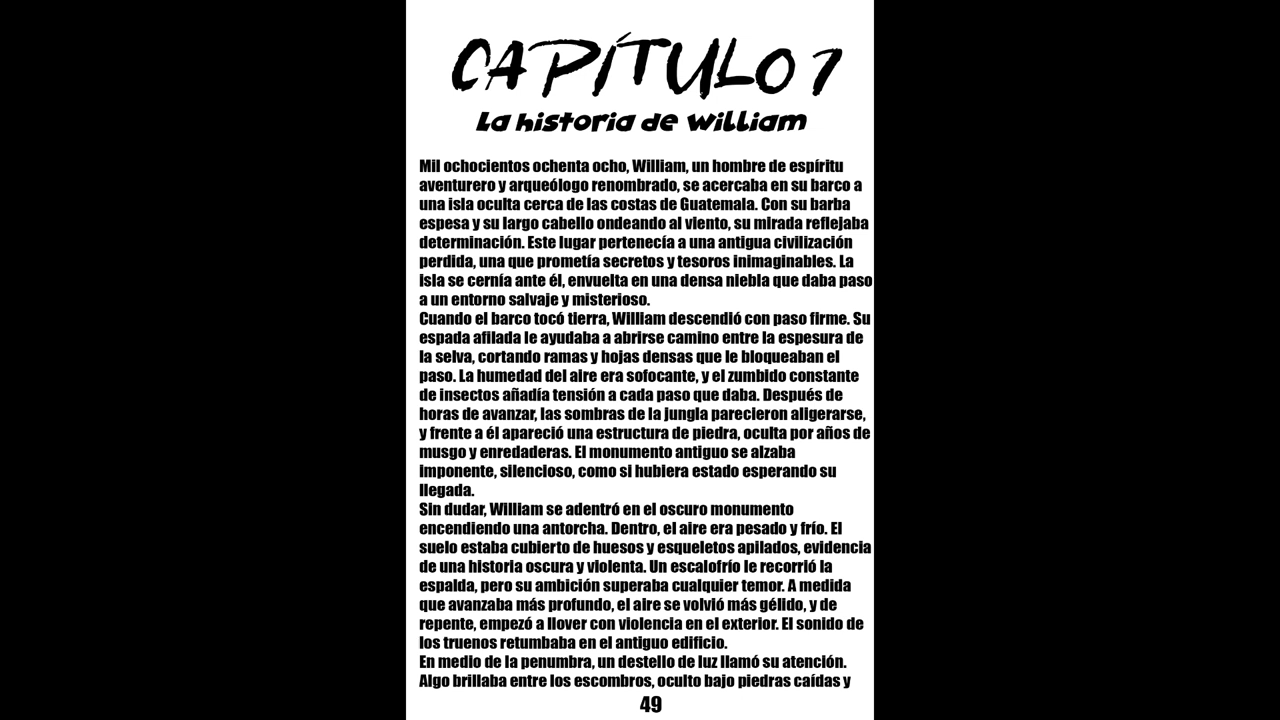 CAPÍTULO 7
La historia de William
Mil ochocientos ochenta ocho, William, un hombre de espíritu
aventurero y arqueólogo renombrado, se acercaba en su barco a
una isla oculta cerca de las costas de Guatemala. Con su barba
espesa y su largo cabello ondeando al viento, su mirada reflejaba
determinación. Este lugar pertenecía a una antigua civilización
perdida, una que prometía secretos y tesoros inimaginables. La
isla se cernía ante él, envuelta en una densa niebla que daba paso
a un entorno salvaje y misterioso.
Cuando el barco tocó tierra, William descendió con paso firme. Su
espada afilada le ayudaba a abrirse camino entre la espesura de
la selva, cortando ramas y hojas densas que le bloqueaban el
paso. La humedad del aire era sofocante, y el zumbido constante
de insectos añadía tensión a cada paso que daba. Después de
horas de avanzar, las sombras de la jungla parecieron aligerarse,
y frente a él apareció una estructura de piedra, oculta por años de
musgo y enredaderas. El monumento antiguo se alzaba
imponente, silencioso, como si hubiera estado esperando su
llegada.
Sin dudar, William se adentró en el oscuro monumento
encendiendo una antorcha. Dentro, el aire era pesado y frío. El
suelo estaba cubierto de huesos y esqueletos apilados, evidencia
de una historia oscura y violenta. Un escalofrío le recorrió la
espalda, pero su ambición superaba cualquier temor. A medida
que avanzaba más profundo, el aire se volvió más gélido, y de
repente, empezó a llover con violencia en el exterior. El sonido de
los truenos retumbaba en el antiguo edificio.
En medio de la penumbra, un destello de luz llamó su atención.
Algo brillaba entre los escombros, oculto bajo piedras caídas y
49